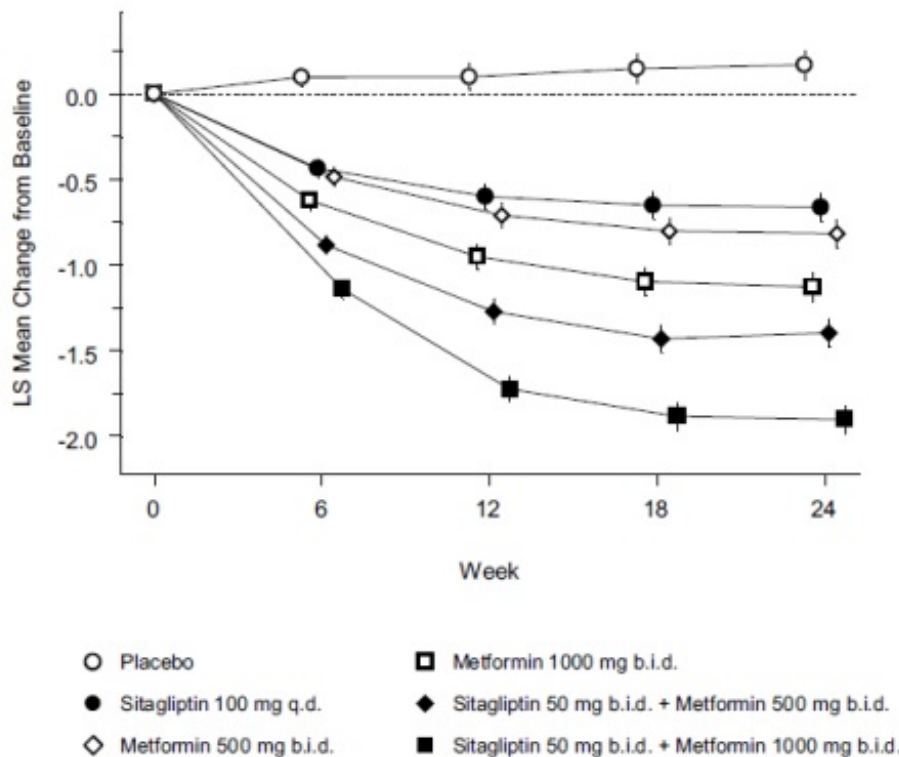 LS Mean Change from Baseline
0.0
-0.5
-1.0
-1.5
-2.0
0 6 12 18 24
Week
Placebo
Sitagliptin 100 mg q.d.
Metformin 500 mg b.i.d.
Metformin 1000 mg b.i.d.
Sitagliptin 50 mg b.i.d. + Metformin 500 mg b.i.d.
Sitagliptin 50 mg b.i.d. + Metformin 1000 mg b.i.d.